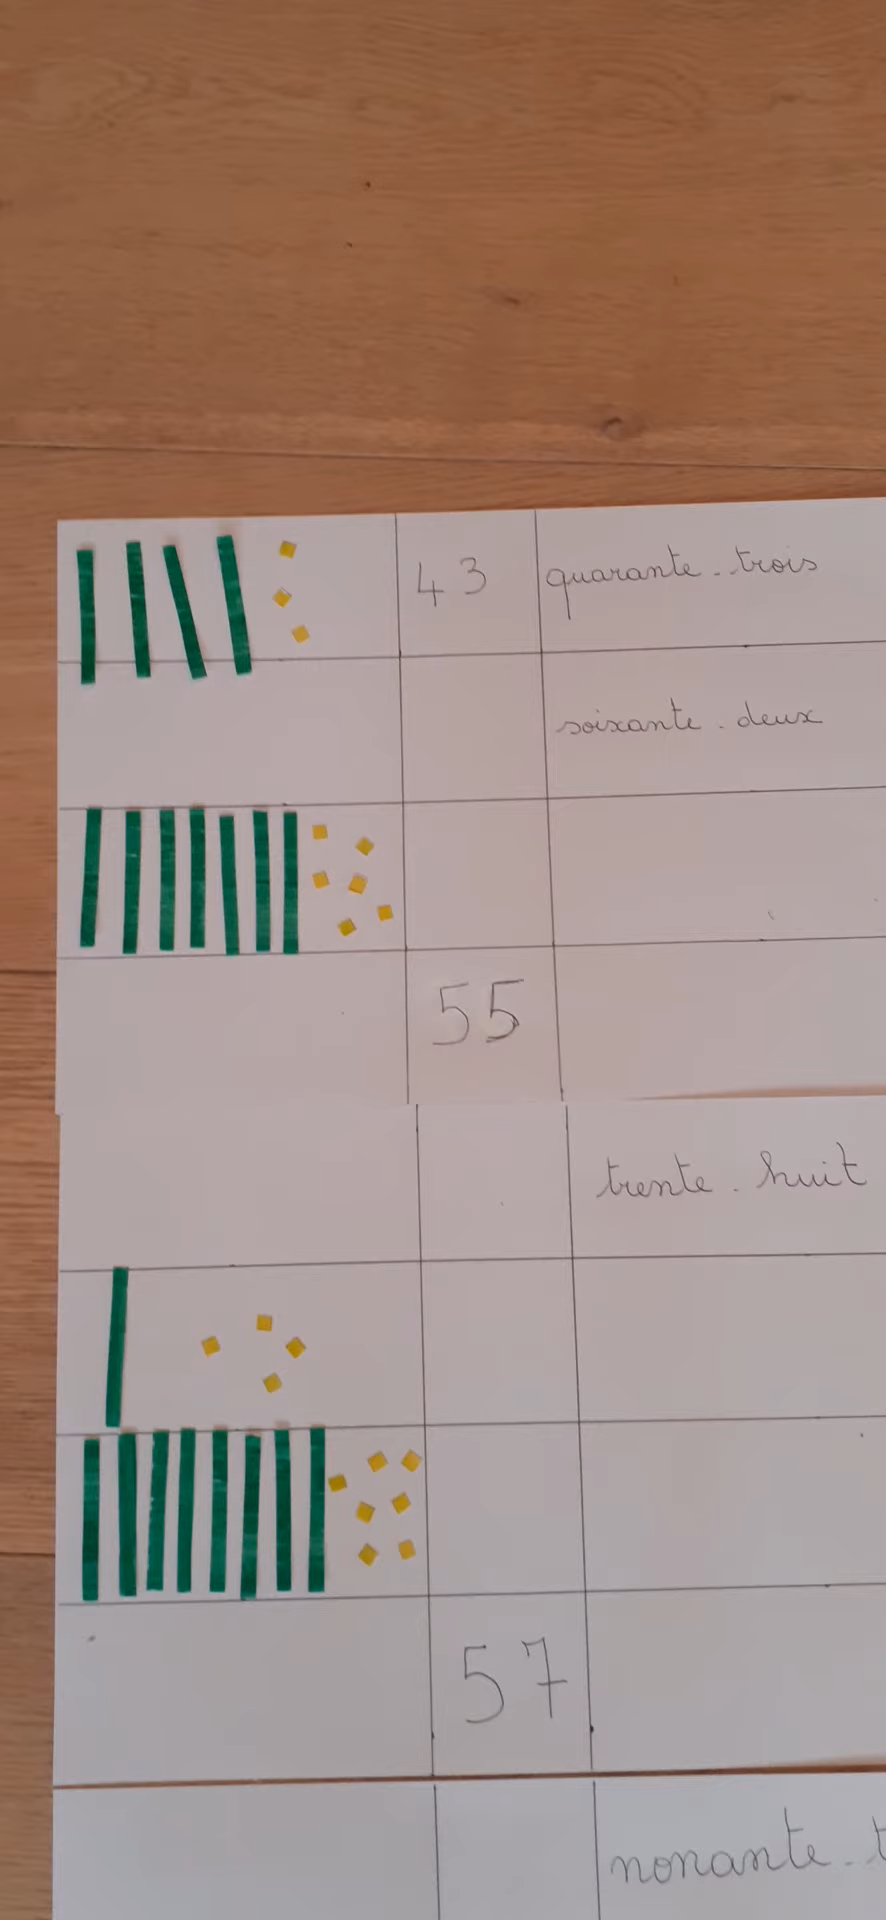 43 quarante-trois
soixante-deux
55
trente-huit
57
nonante-